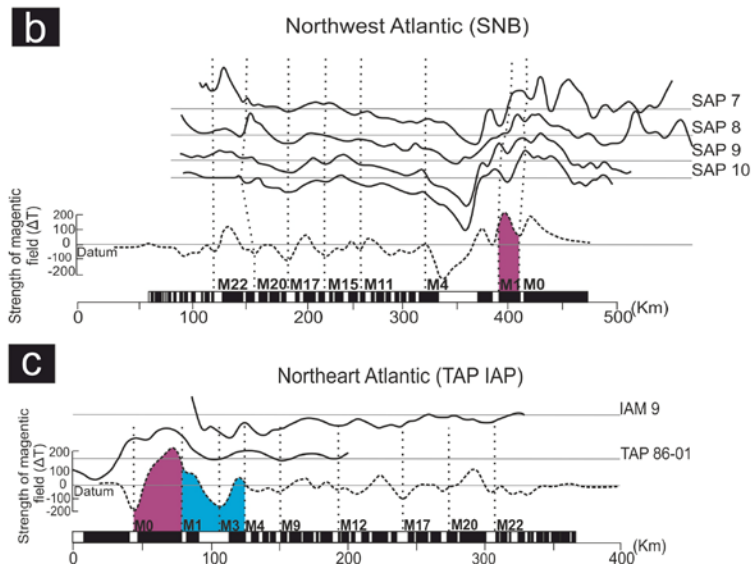 b
Northwest Atlantic (SNB)
SAP 7
SAP 8
SAP 9
SAP 10
Strength of magentic
field (ΔT)
200
100
0
-100
-200
Datum
M22 M20 M17 M15 M11 M4 M1 M0
0 100 200 300 400 500 (Km)
c
Northeart Atlantic (TAP IAP)
IAM 9
TAP 86-01
Strength of magentic
field (ΔT)
200
100
0
-100
-200
Datum
M0 M1 M3 M4 M9 M12 M17 M20 M22
0 50 100 200 300 400
(Km)